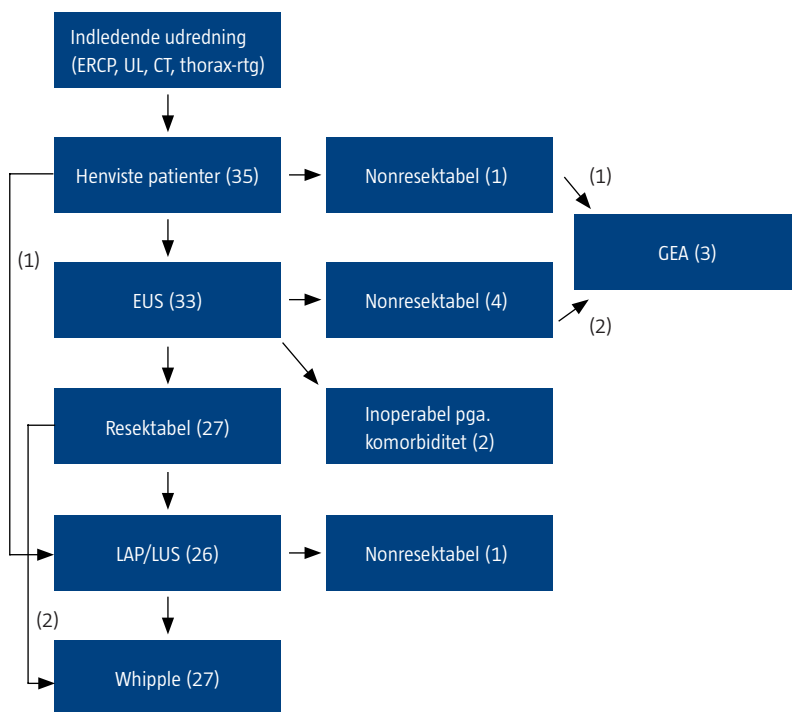 Indledende udredning
(ERCP, UL, CT, thorax-rtg)
Henviste patienter (35)
Nonresektabel (1)
(1)
GEA (3)
(1)
EUS (33)
Nonresektabel (4)
(2)
Resektabel (27)
Inoperabel pga.
komorbiditet (2)
LAP/LUS (26)
Nonresektabel (1)
(2)
Whipple (27)